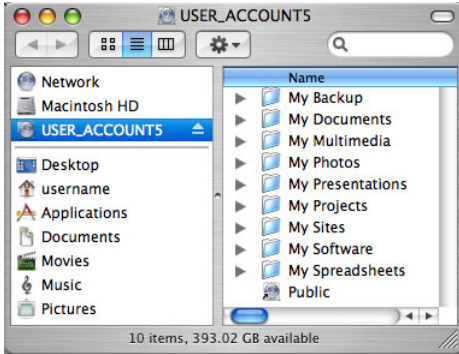 USER_ACCOUNT5
Network
Macintosh HD
USER_ACCOUNT5
Desktop
username
Applications
Documents
Movies
Music
Pictures
Name
My Backup
My Documents
My Multimedia
My Photos
My Presentations
My Projects
My Sites
My Software
My Spreadsheets
Public
10 items, 393.02 GB available